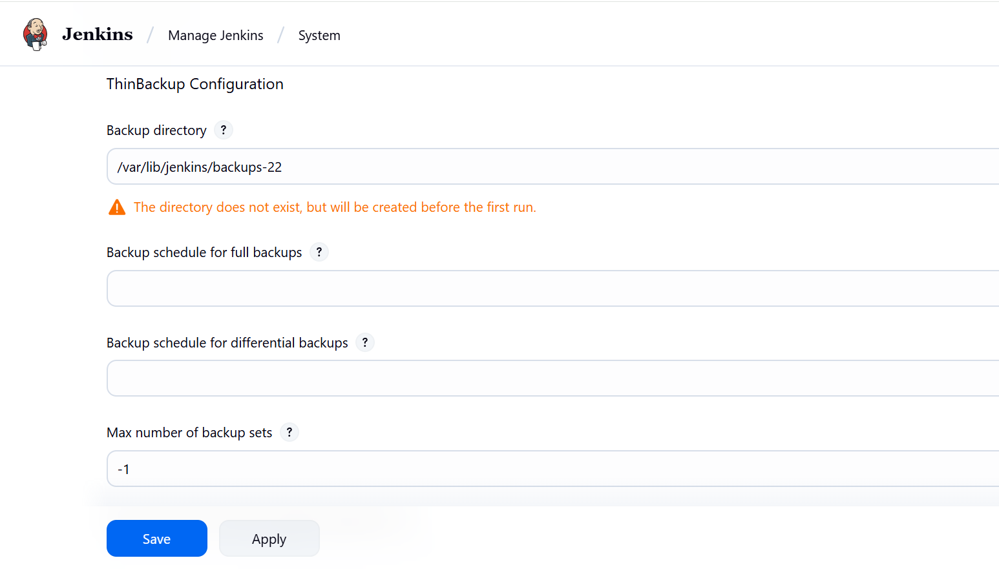 Jenkins / Manage Jenkins / System
ThinBackup Configuration
Backup directory ?
/var/lib/jenkins/backups-22
The directory does not exist, but will be created before the first run.
Backup schedule for full backups ?
Backup schedule for differential backups ?
Max number of backup sets ?
-1
Save Apply